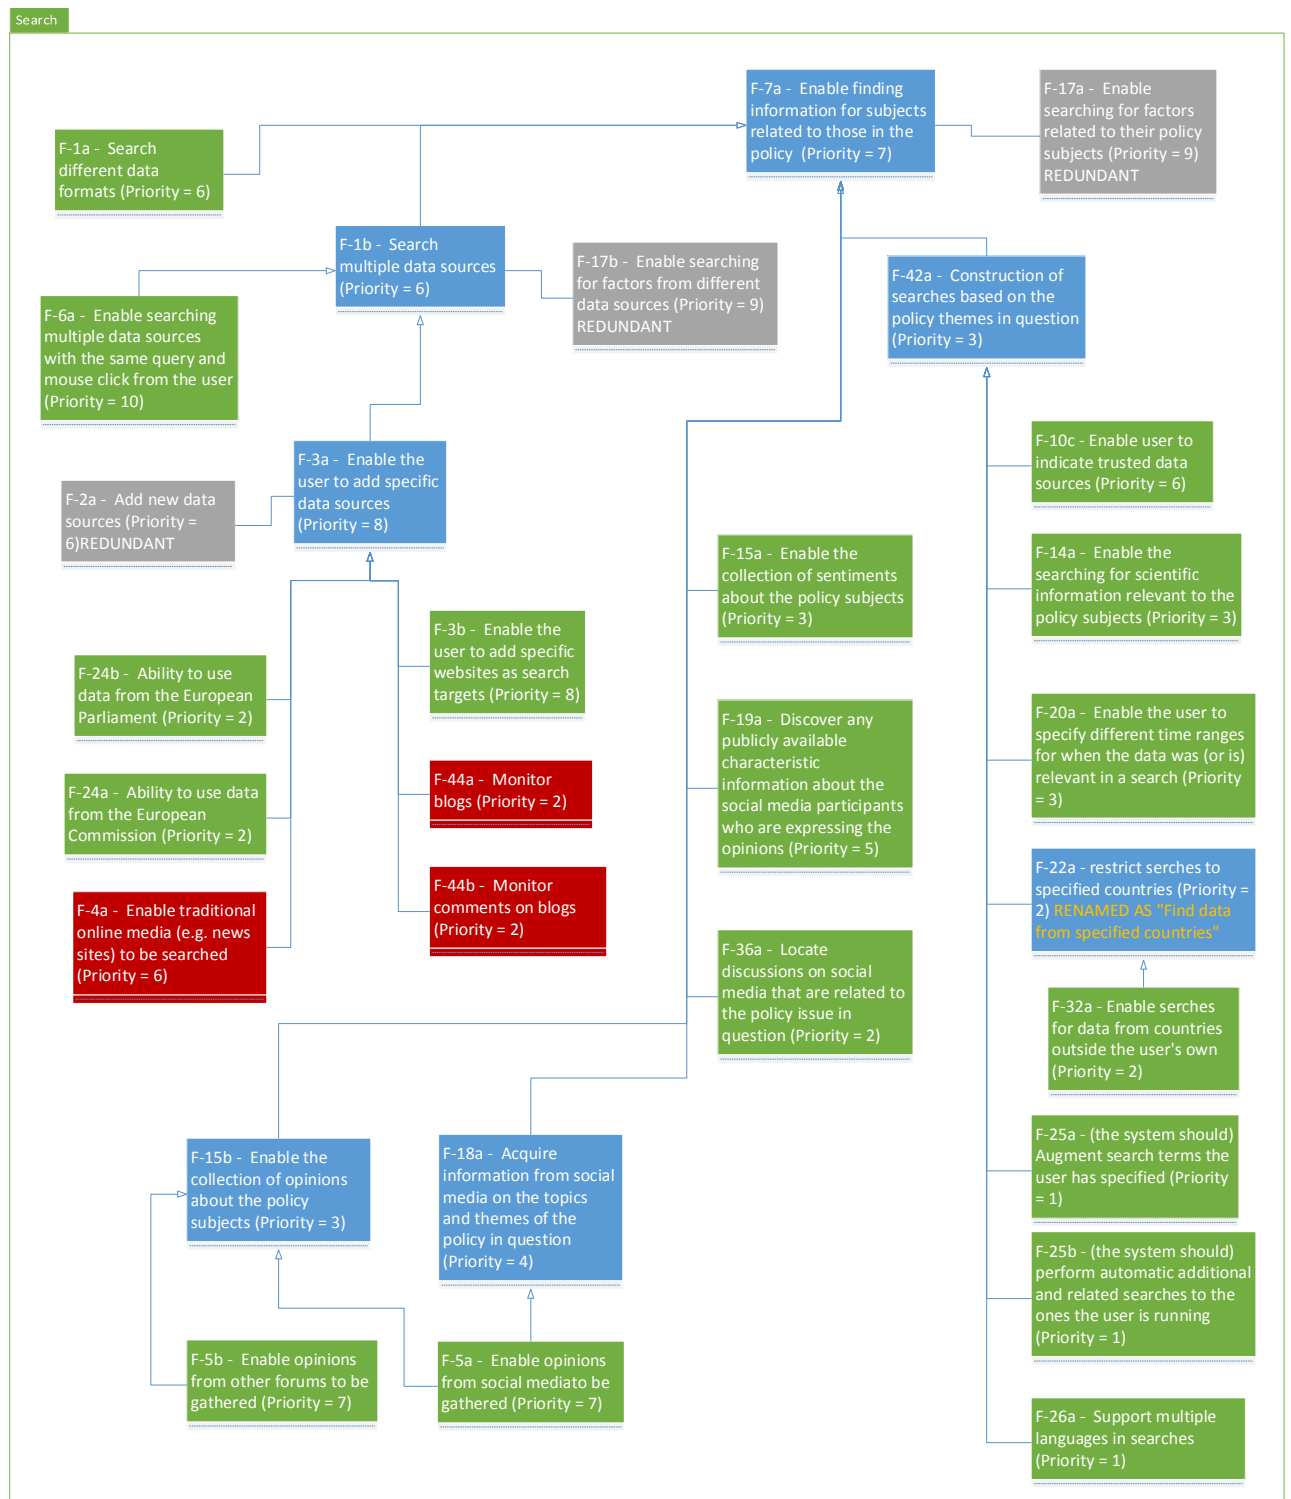 Search
F-7a -  Enable finding
information for subjects
related to those in the
policy  (Priority = 7)
F-17a -  Enable
searching for factors
related to their policy
subjects (Priority = 9)
REDUNDANT
F-1a -  Search
different data
formats (Priority = 6)
F-1b -  Search
multiple data sources
(Priority = 6)
F-17b -  Enable searching
for factors from different
data sources (Priority = 9)
REDUNDANT
F-42a -  Construction of
searches based on the
policy themes in question
(Priority = 3)
F-6a -  Enable searching
multiple data sources
with the same query and
mouse click from the user
(Priority = 10)
F-3a -  Enable the
user to add specific
data sources
(Priority = 8)
F-10c - Enable user to
indicate trusted data
sources (Priority = 6)
F-2a -  Add new data
sources (Priority =
6)REDUNDANT
F-15a -  Enable the
collection of sentiments
about the policy subjects
(Priority = 3)
F-14a -  Enable the
searching for scientific
information relevant to the
policy subjects (Priority = 3)
F-3b -  Enable the
user to add specific
websites as search
targets (Priority = 8)
F-24b -  Ability to use
data from the European
Parliament (Priority = 2)
F-19a -  Discover any
publicly available
characteristic
information about the
social media participants
who are expressing the
opinions (Priority = 5)
F-20a -  Enable the user to
specify different time ranges
for when the data was (or is)
relevant in a search (Priority
= 3)
F-44a -  Monitor
blogs (Priority = 2)
F-24a -  Ability to use data
from the European
Commission (Priority = 2)
F-22a - restrict serches to
specified countries (Priority =
2) RENAMED AS "Find data
from specified countries"
F-44b -  Monitor
comments on blogs
(Priority = 2)
F-4a -  Enable traditional
online media (e.g. news
sites) to be searched
(Priority = 6)
F-36a -  Locate
discussions on social
media that are related to
the policy issue in
question (Priority = 2)
F-32a - Enable serches
for data from countries
outside the user's own
(Priority = 2)
F-25a - (the system should)
Augment search terms the
user has specified (Priority
= 1)
F-15b -  Enable the
collection of opinions
about the policy
subjects (Priority = 3)
F-18a -  Acquire
information from social
media on the topics
and themes of the
policy in question
(Priority = 4)
F-25b - (the system should)
perform automatic additional
and related searches to the
ones the user is running
(Priority = 1)
F-5b -  Enable opinions
from other forums to be
gathered (Priority = 7)
F-5a -  Enable opinions
from social mediato be
gathered (Priority = 7)
F-26a -  Support multiple
languages in searches
(Priority = 1)